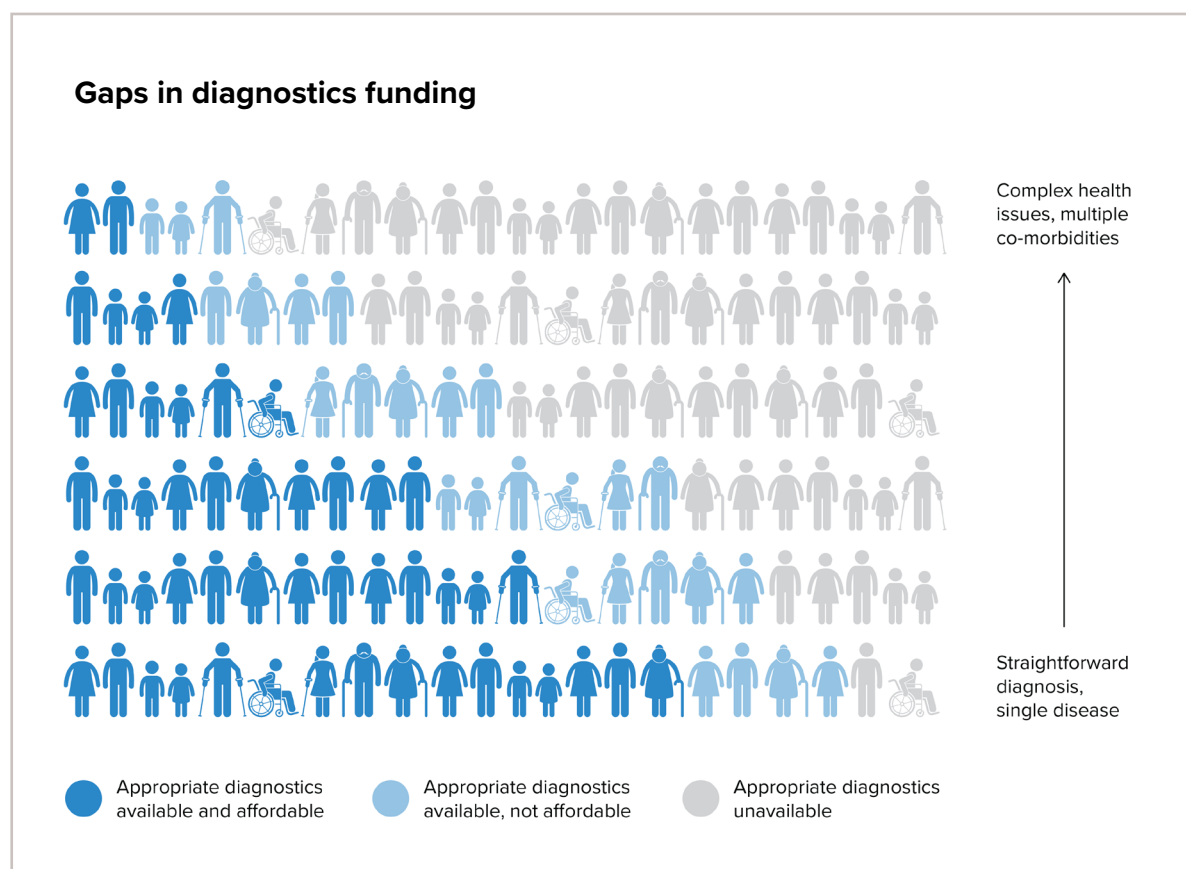 Gaps in diagnostics funding
Complex health
issues, multiple
co-morbidities
Straightforward
diagnosis,
single disease
Appropriate diagnostics
available and affordable
Appropriate diagnostics
available, not affordable
Appropriate diagnostics
unavailable